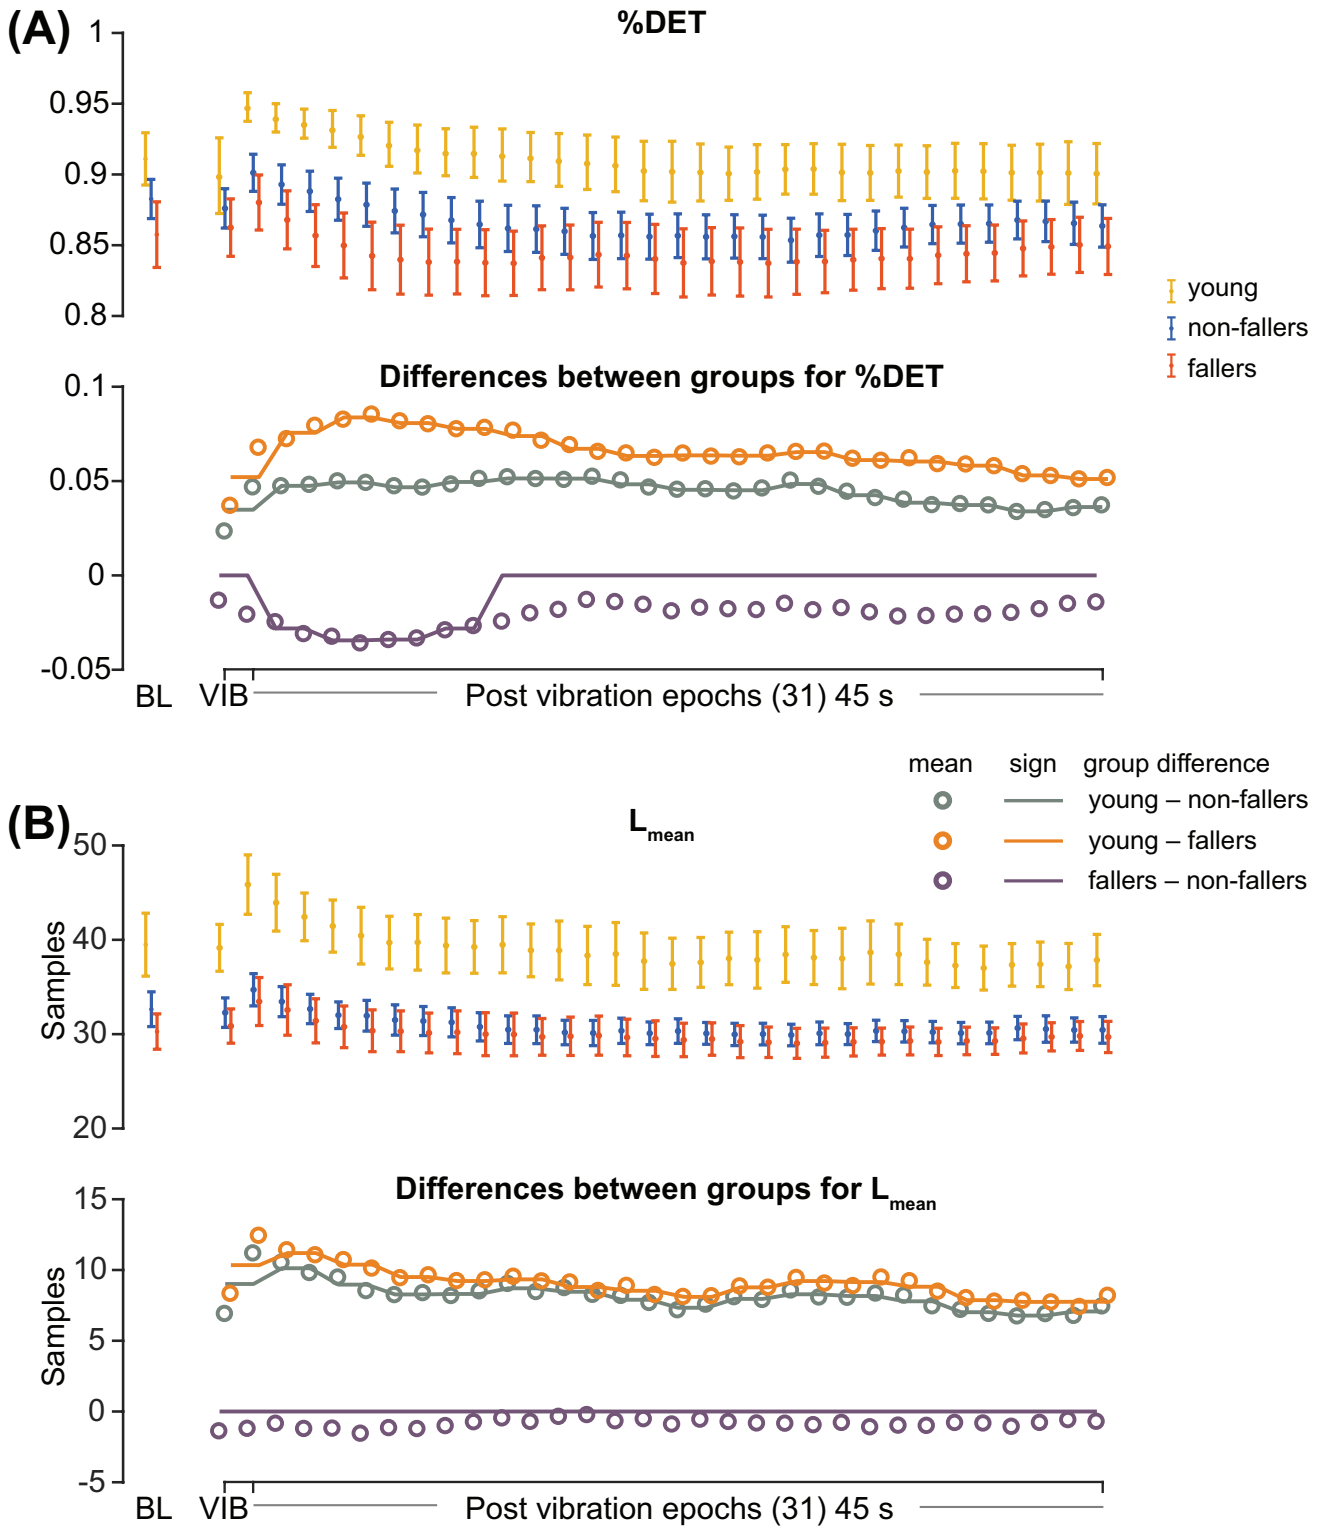 (A)
%DET
1
0.95
0.9
0.85
0.8
young
non-fallers
fallers
Differences between groups for %DET
0.1
0.05
0
-0.05
BL VIB Post vibration epochs (31) 45 s
mean sign group difference
young – non-fallers
young – fallers
fallers – non-fallers
(B)
Lmean
50
40
30
20
Samples
Differences between groups for Lmean
15
10
5
0
-5
Samples
BL VIB Post vibration epochs (31) 45 s